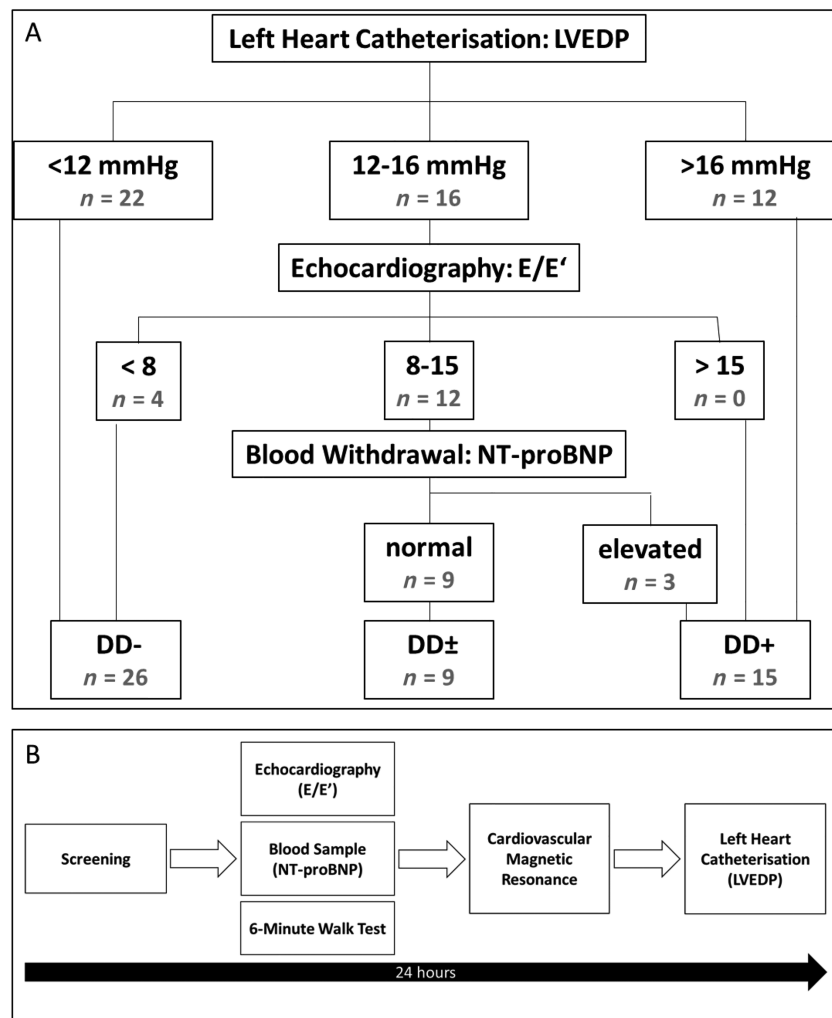 A
Left Heart Catheterisation: LVEDP
<12 mmHg
n = 22
12-16 mmHg
n = 16
>16 mmHg
n = 12
Echocardiography: E/E‘
< 8
n = 4
8-15
n = 12
> 15
n = 0
Blood Withdrawal: NT-proBNP
normal
n = 9
elevated
n = 3
DD-
n = 26
DD±
n = 9
DD+
n = 15
B
Screening
Echocardiography
(E/E’)
Blood Sample
(NT-proBNP)
6-Minute Walk Test
Cardiovascular
Magnetic
Resonance
Left Heart
Catheterisation
(LVEDP)
24 hours